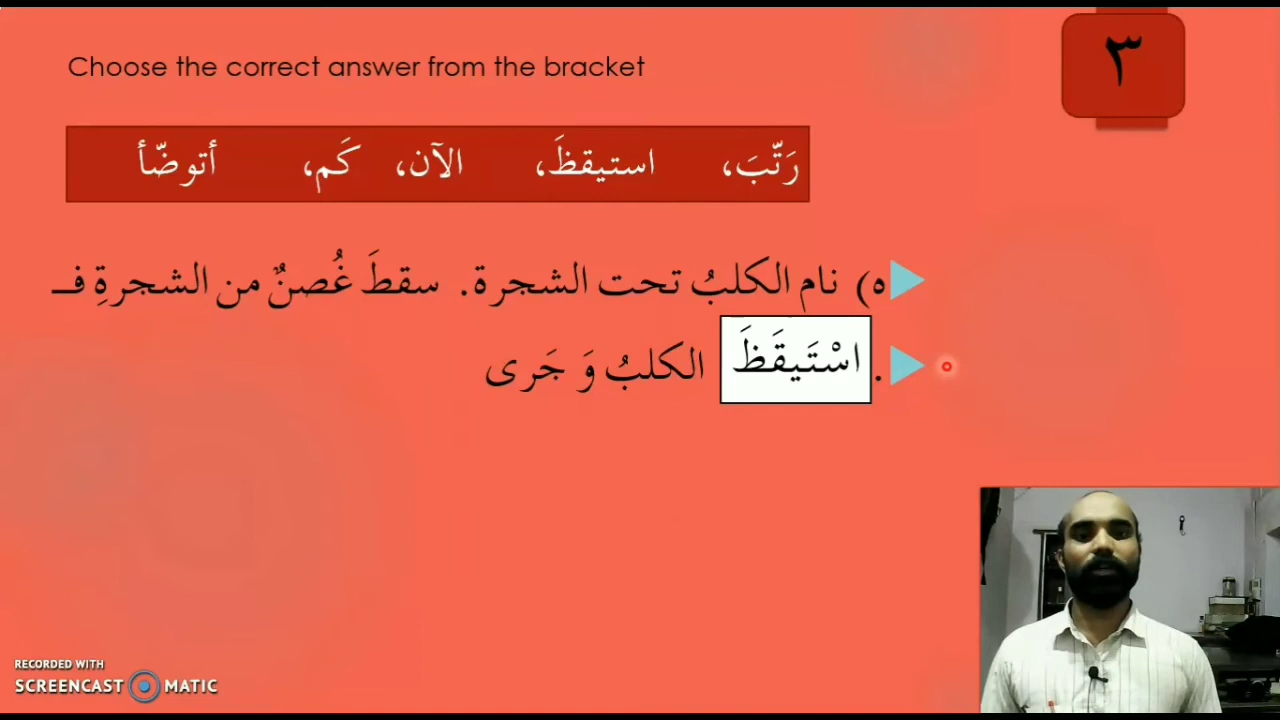 ٣
Choose the correct answer from the bracket
رَتّبَ، استيقظَ، الآن، كَم، أتوضّأ
٥) نام الكلبُ تحت الشجرة. سقطَ غُصنٌ من الشجرةِ فـ
. اسْتَيقَظَ الكلبُ وَ جَرى
RECORDED WITH
SCREENCAST MATIC